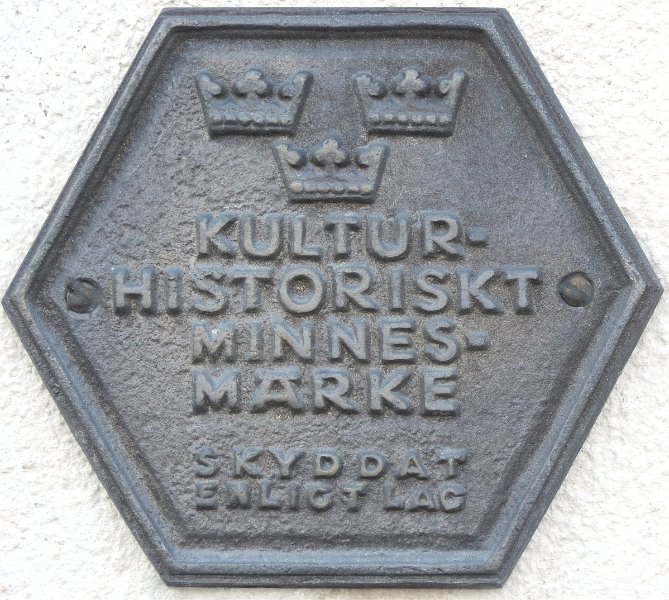 KULTUR-
HISTORISKT
MINNES-
MÄRKE
SKYDDAT
ENLIGT LAG